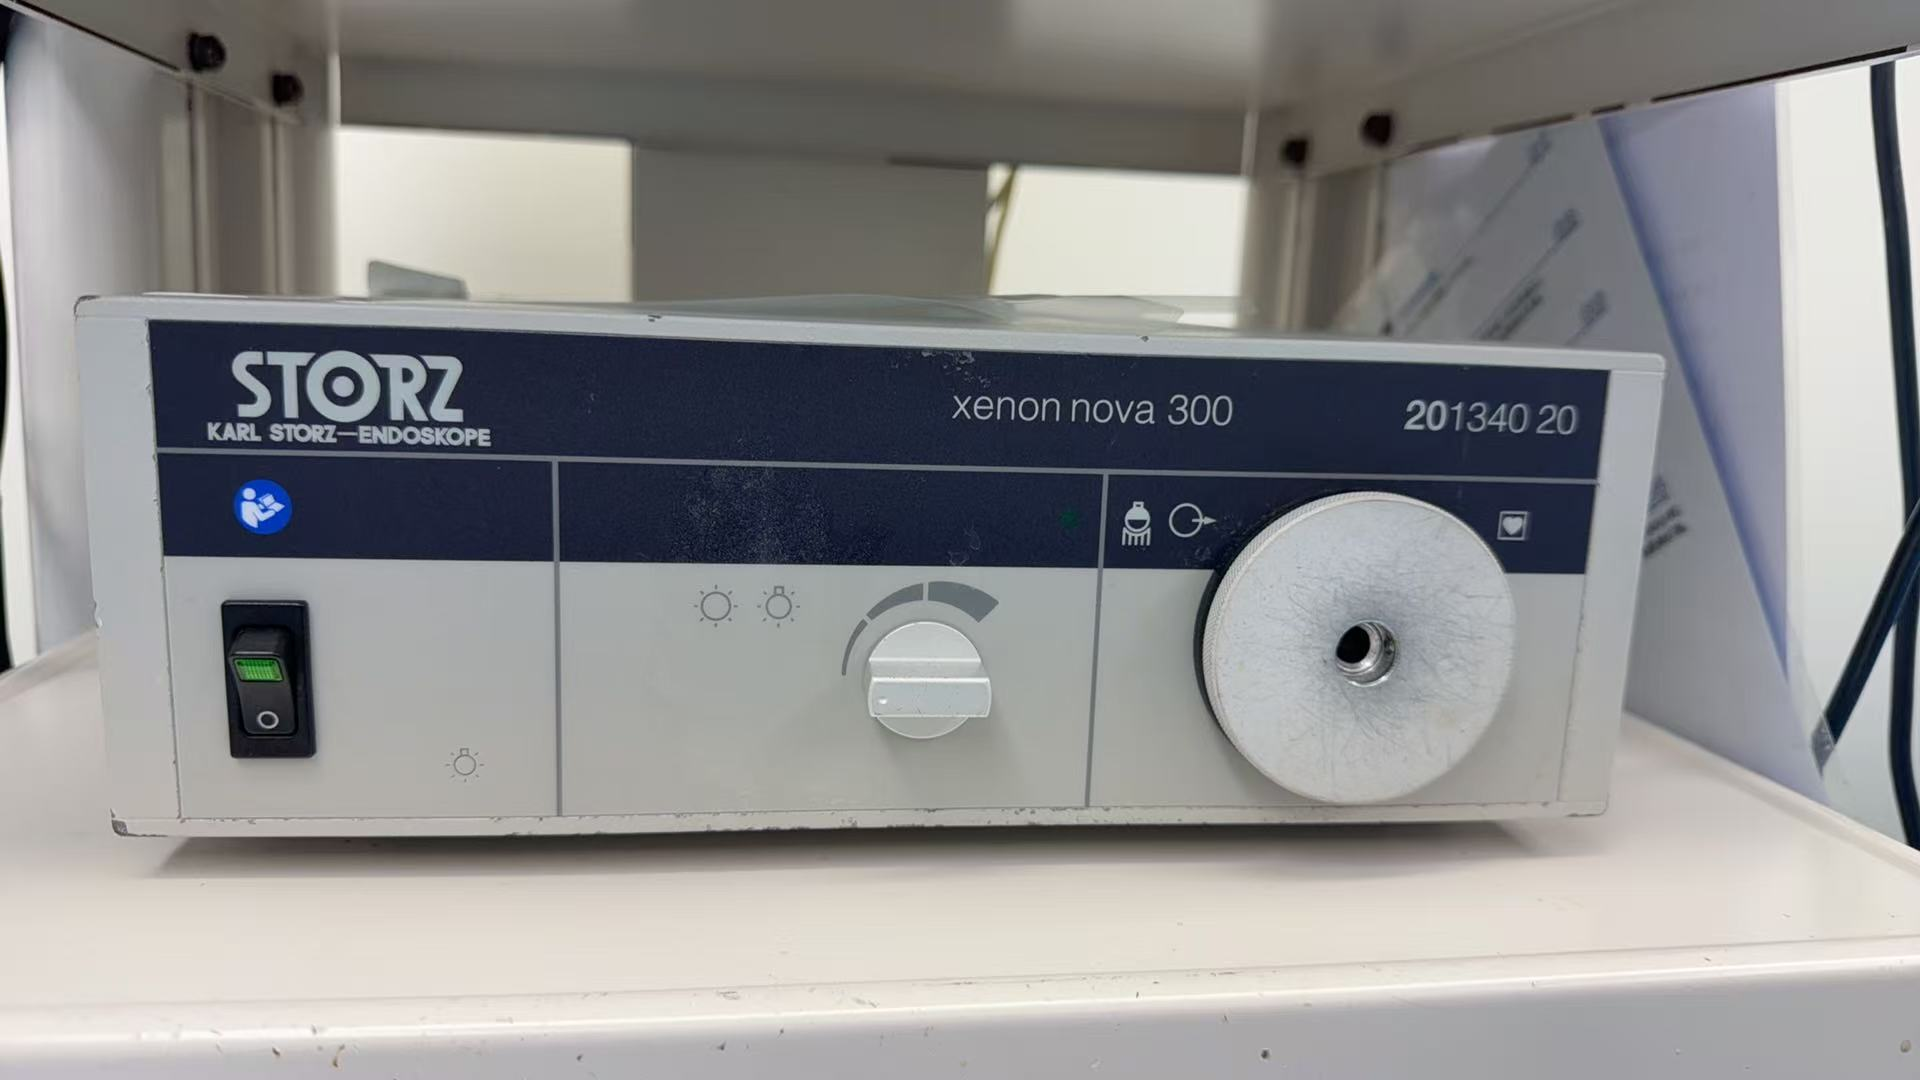 STORZ
KARL STORZ—ENDOSKOPE
xenon nova 300
201340 20